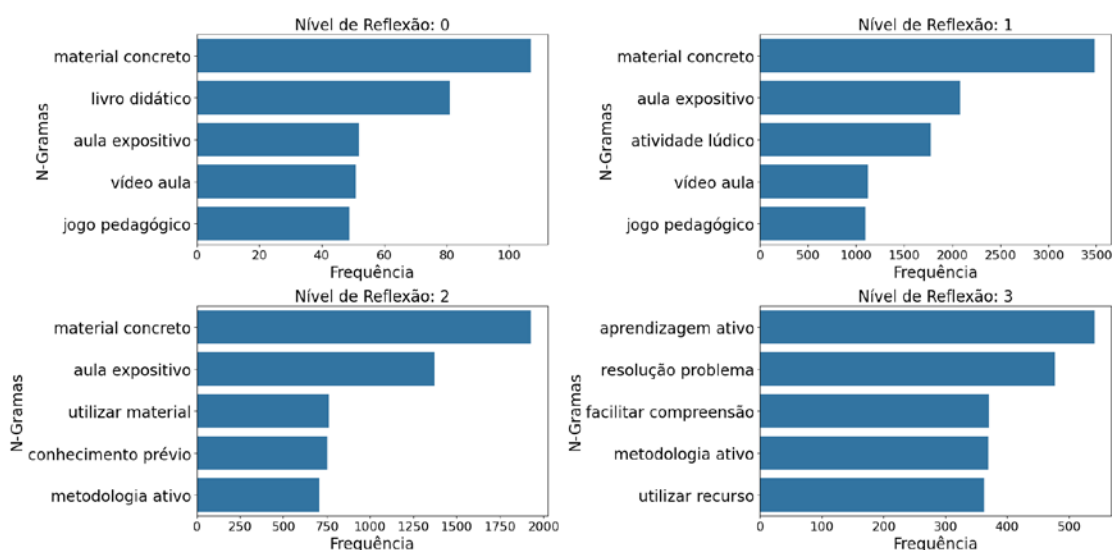 Nível de Reflexão: 0
N-Gramas
material concreto
livro didático
aula expositivo
vídeo aula
jogo pedagógico
0 20 40 60 80 100
Frequência
Nível de Reflexão: 1
N-Gramas
material concreto
aula expositivo
atividade lúdico
vídeo aula
jogo pedagógico
0 500 1000 1500 2000 2500 3000 3500
Frequência
Nível de Reflexão: 2
N-Gramas
material concreto
aula expositivo
utilizar material
conhecimento prévio
metodologia ativo
0 250 500 750 1000 1250 1500 1750 2000
Frequência
Nível de Reflexão: 3
N-Gramas
aprendizagem ativo
resolução problema
facilitar compreensão
metodologia ativo
utilizar recurso
0 100 200 300 400 500
Frequência